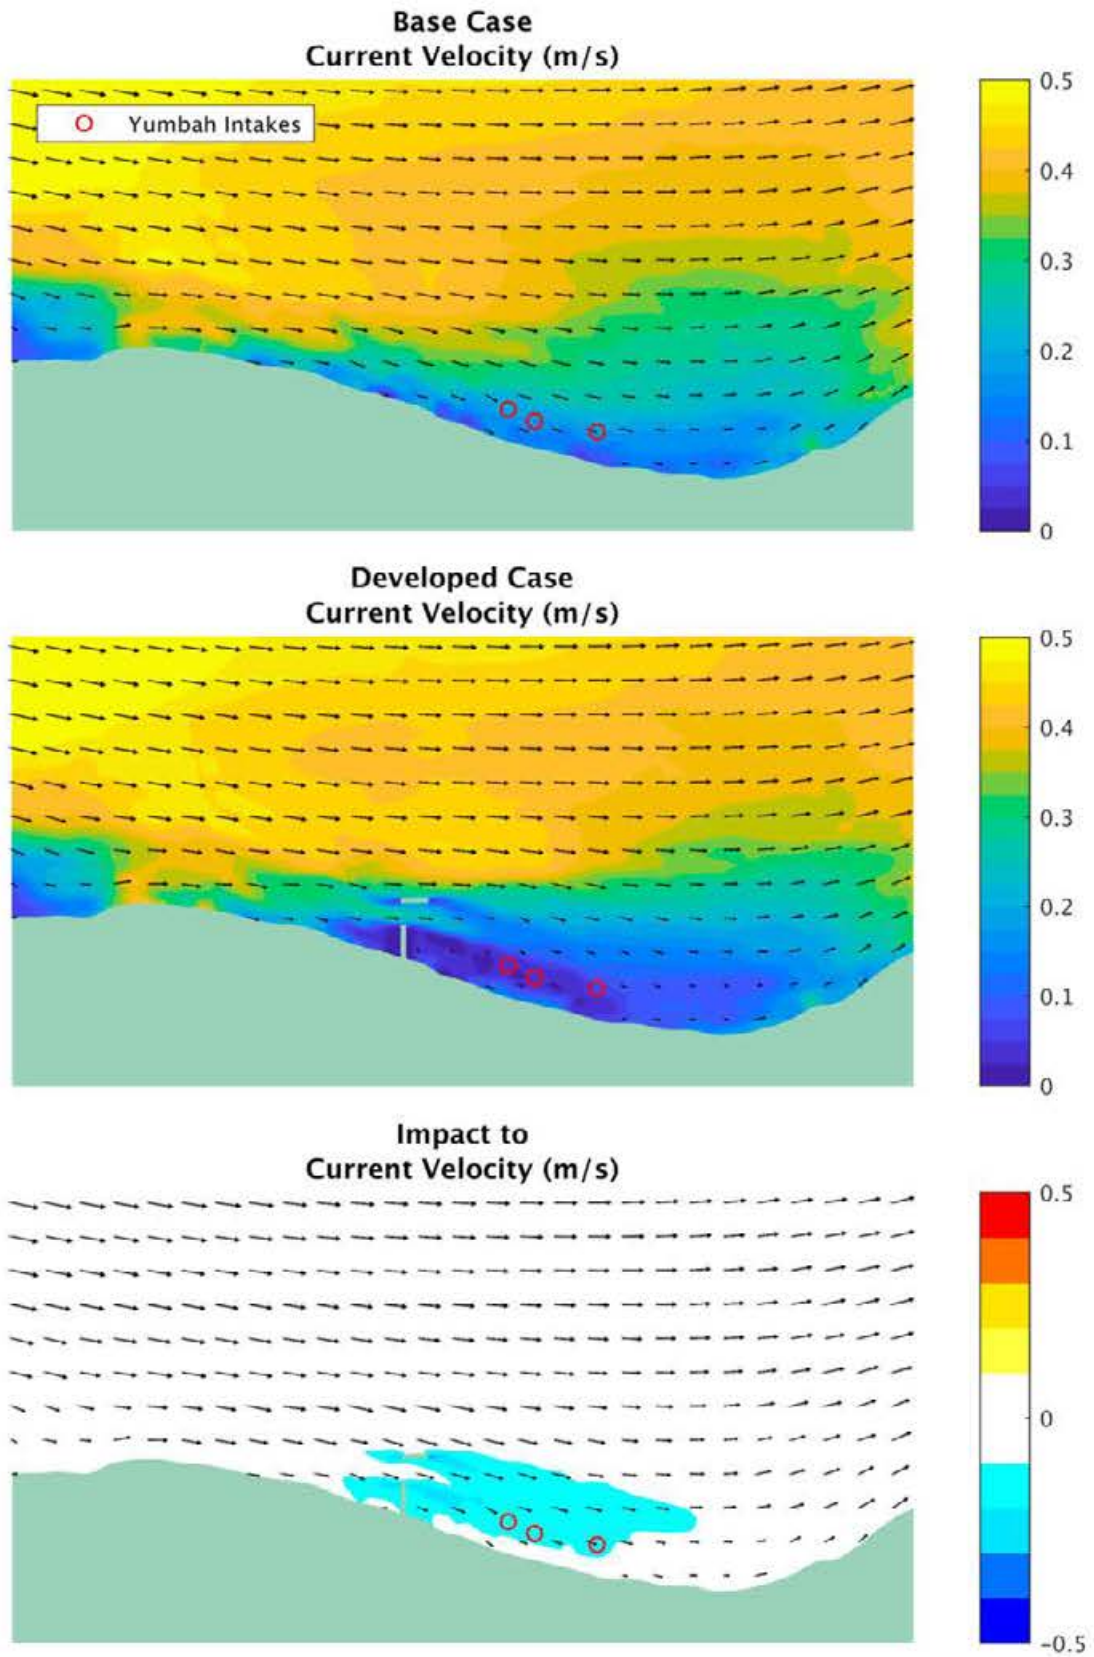 Base Case
Current Velocity (m/s)
Yumbah Intakes
0.5
0.4
0.3
0.2
0.1
0
Developed Case
Current Velocity (m/s)
0.5
0.4
0.3
0.2
0.1
0
Impact to
Current Velocity (m/s)
0.5
0
-0.5